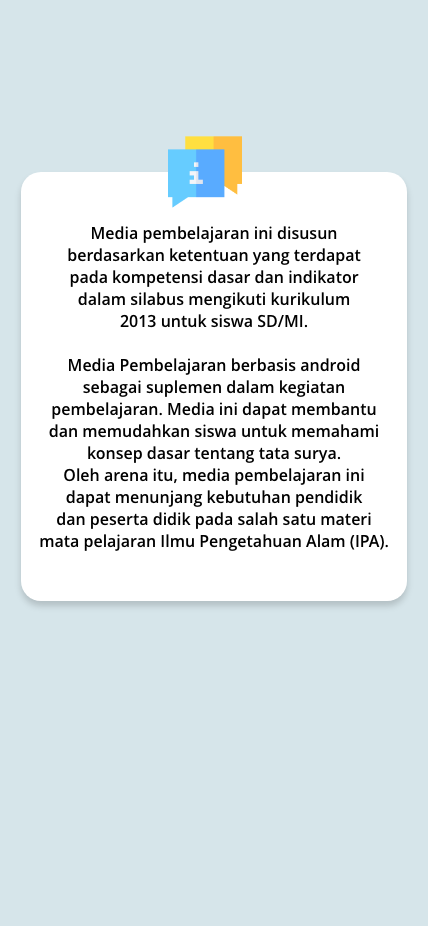 i
Media pembelajaran ini disusun
berdasarkan ketentuan yang terdapat
pada kompetensi dasar dan indikator
dalam silabus mengikuti kurikulum
2013 untuk siswa SD/MI.
Media Pembelajaran berbasis android
sebagai suplemen dalam kegiatan
pembelajaran. Media ini dapat membantu
dan memudahkan siswa untuk memahami
konsep dasar tentang tata surya.
Oleh arena itu, media pembelajaran ini
dapat menunjang kebutuhan pendidik
dan peserta didik pada salah satu materi
mata pelajaran Ilmu Pengetahuan Alam (IPA).